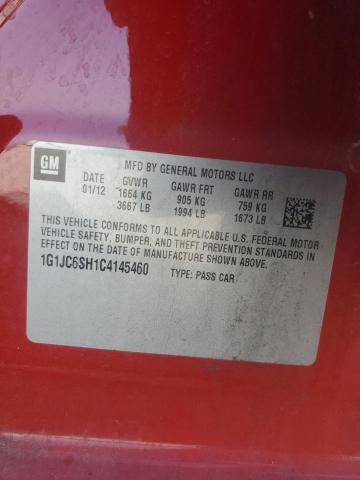 GM
MFD BY GENERAL MOTORS LLC
DATE GVWR GAWR FRT GAWR RR
01/12 1664 KG 905 KG 759 KG
3667 LB 1994 LB 1673 LB
THIS VEHICLE CONFORMS TO ALL APPLICABLE U.S. FEDERAL MOTOR
VEHICLE SAFETY, BUMPER, AND THEFT PREVENTION STANDARDS IN
EFFECT ON THE DATE OF MANUFACTURE SHOWN ABOVE.
1G1JC6SH1C4145460 TYPE: PASS CAR